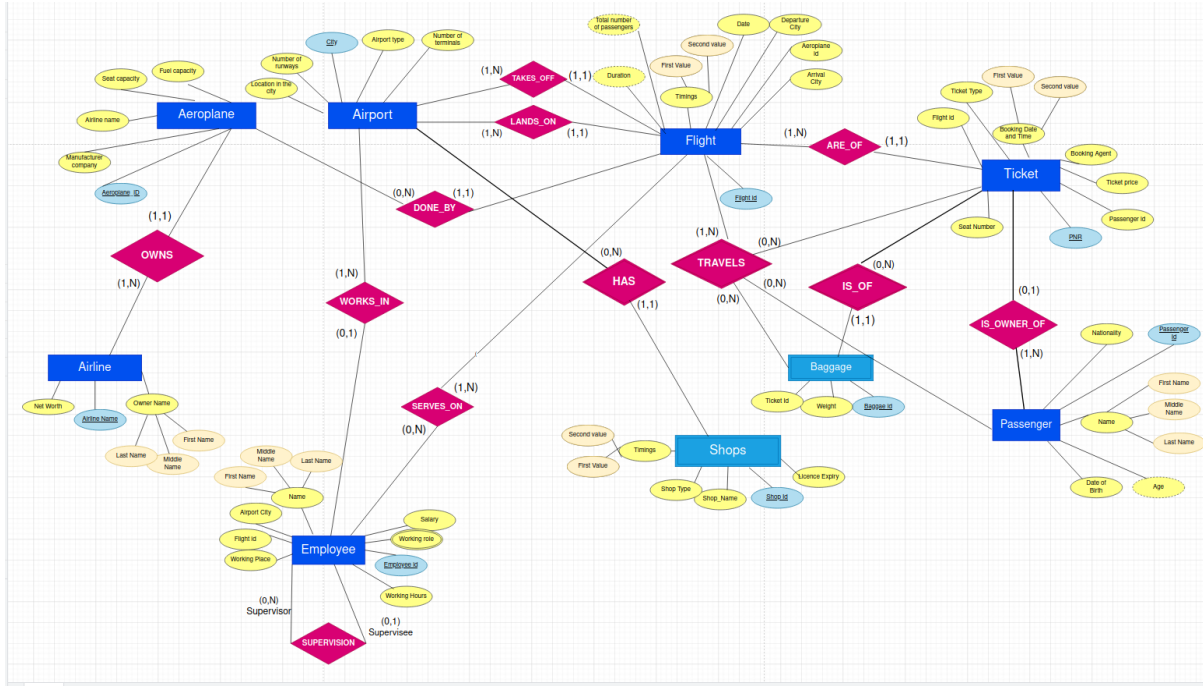 Total number
of passengers
Date
Departure
City
Second value
Aeroplane
id
First Value
Arrival
City
Duration
Timings
City
Airport type
Number of
terminals
Number of
runways
Location in the
city
Seat capacity
Fuel capacity
Airline name
Manufacturer
company
Aeroplane_ID
Aeroplane
Airport
(1,N)
TAKES_OFF
(1,1)
(1,N)
LANDS_ON
(1,1)
Flight
(1,N)
ARE_OF
(1,1)
First Value
Second value
Ticket Type
Flight id
Booking Date
and Time
Booking Agent
Ticket
Ticket price
Passenger id
PNR
Seat Number
Flight id
(0,N)
(1,1)
DONE_BY
(1,1)
OWNS
(1,N)
(1,N)
WORKS_IN
(0,1)
(0,N)
HAS
(1,1)
(1,N)
(0,N)
TRAVELS
(0,N)
(0,N)
(0,N)
IS_OF
(1,1)
(0,1)
IS_OWNER_OF
(1,N)
Airline
Net Worth
Airline Name
Owner Name
First Name
Last Name
Middle
Name
(1,N)
SERVES_ON
(0,N)
Baggage
Ticket Id
Weight
Baggae id
Nationality
Passenger
id
First Name
Middle
Name
Last Name
Name
Passenger
Date of
Birth
Age
Second value
First Value
Timings
Shops
Shop Type
Shop_Name
Shop id
Licence Expiry
Middle
Name
Last Name
First Name
Name
Airport City
Flight id
Working Place
Employee
Salary
Working role
Employee id
Working Hours
(0,N)
Supervisor
(0,1)
Supervisee
SUPERVISION